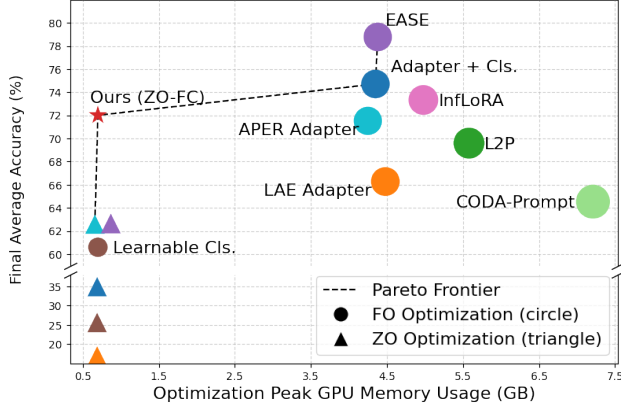 Final Average Accuracy (%)
80
78
76
74
72
70
68
66
64
62
60
35
30
25
20
EASE
Adapter + Cls.
Ours (ZO-FC)
InfLoRA
APER Adapter
L2P
LAE Adapter
CODA-Prompt
Learnable Cls.
Pareto Frontier
FO Optimization (circle)
ZO Optimization (triangle)
0.5 1.5 2.5 3.5 4.5 5.5 6.5 7.5
Optimization Peak GPU Memory Usage (GB)